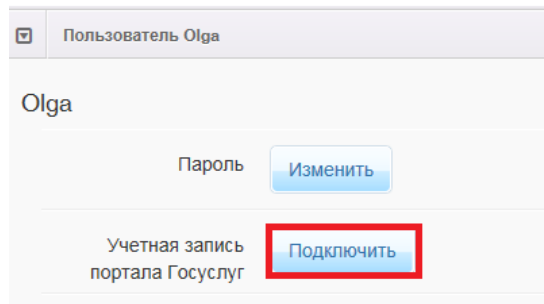 Пользователь Olga
Olga
Пароль Изменить
Учетная запись Подключить
портала Госуслуг